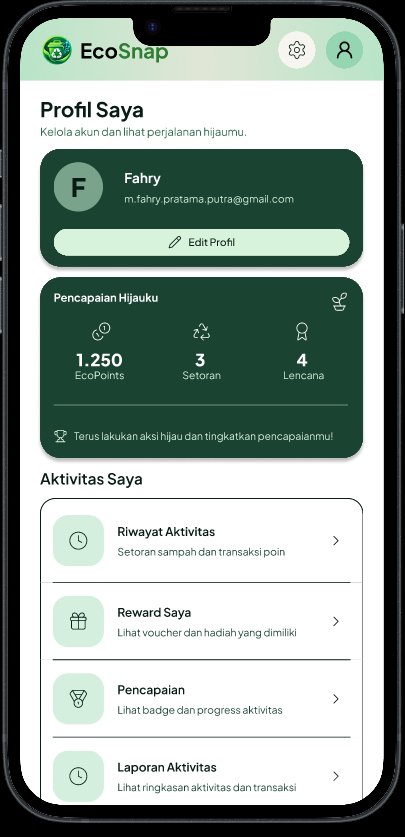 EcoSnap
Profil Saya
Kelola akun dan lihat perjalanan hijaumu.
F
Fahry
m.fahry.pratama.putra@gmail.com
Edit Profil
Pencapaian Hijauku
1.250
3
4
EcoPoints
Setoran
Lencana
Terus lakukan aksi hijau dan tingkatkan pencapaianmu!
Aktivitas Saya
Riwayat Aktivitas
Setoran sampah dan transaksi poin
Reward Saya
Lihat voucher dan hadiah yang dimiliki
Pencapaian
Lihat badge dan progress aktivitas
Laporan Aktivitas
Lihat ringkasan aktivitas dan transaksi